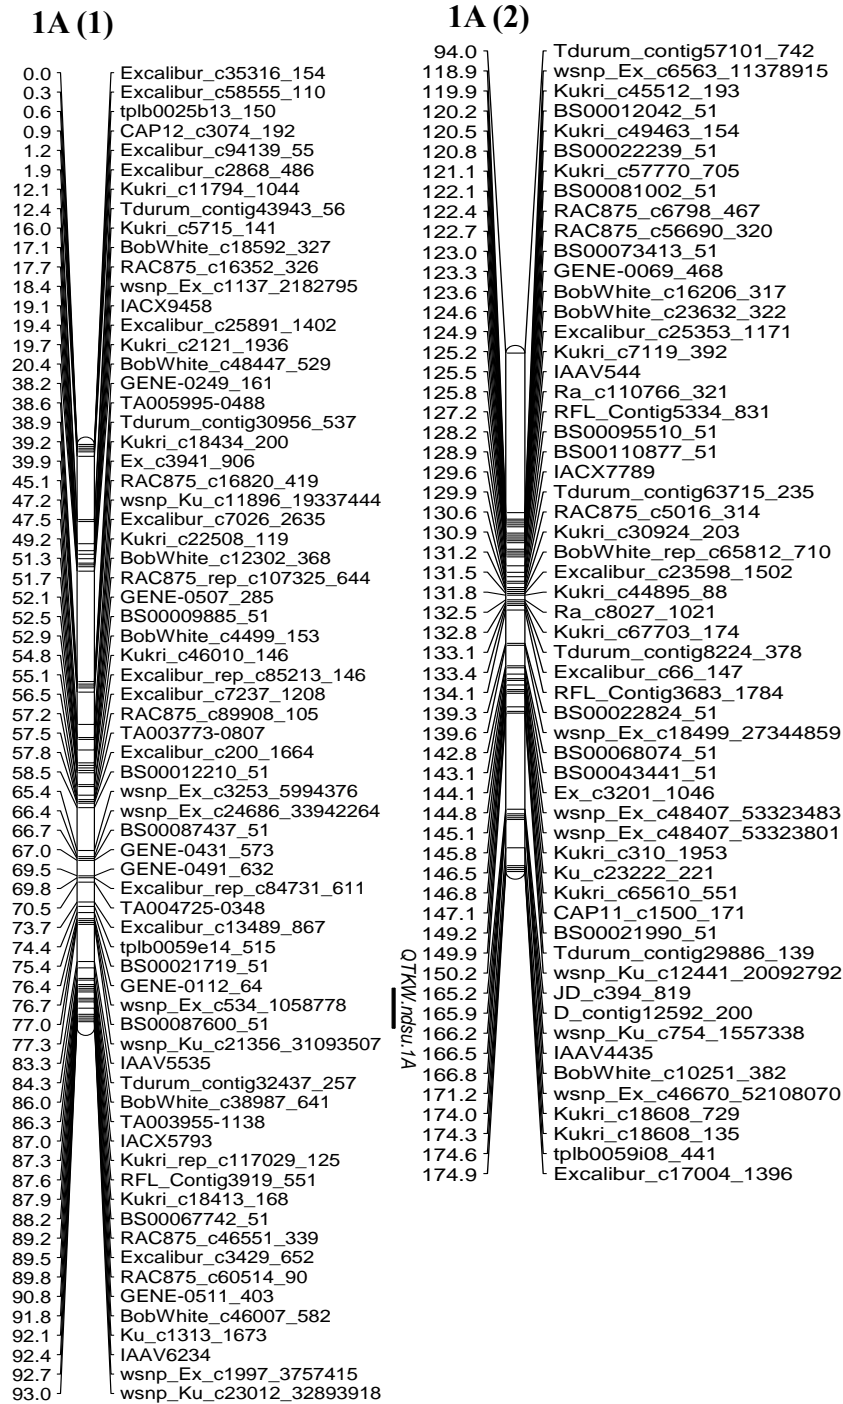 1A (1)
0.0 Excalibur_c35316_154
0.3 Excalibur_c58555_110
0.6 tplb0025b13_150
0.9 CAP12_c3074_192
1.2 Excalibur_c94139_55
1.9 Excalibur_c2868_486
12.1 Kukri_c11794_1044
12.4 Tdurum_contig43943_56
16.0 Kukri_c5715_141
17.1 BobWhite_c18592_327
17.7 RAC875_c16352_326
18.4 wsnp_Ex_c1137_2182795
19.1 IACX9458
19.4 Excalibur_c25891_1402
19.7 Kukri_c2121_1936
20.4 BobWhite_c48447_529
38.2 GENE-0249_161
38.6 TA005995-0488
38.9 Tdurum_contig30956_537
39.2 Kukri_c18434_200
39.9 Ex_c3941_906
45.1 RAC875_c16820_419
47.2 wsnp_Ku_c11896_19337444
47.5 Excalibur_c7026_2635
49.2 Kukri_c22508_119
51.3 BobWhite_c12302_368
51.7 RAC875_rep_c107325_644
52.1 GENE-0507_285
52.5 BS00009885_51
52.9 BobWhite_c4499_153
54.8 Kukri_c46010_146
55.1 Excalibur_rep_c85213_146
56.5 Excalibur_c7237_1208
57.2 RAC875_c89908_105
57.5 TA003773-0807
57.8 Excalibur_c200_1664
58.5 BS00012210_51
65.4 wsnp_Ex_c3253_5994376
66.4 wsnp_Ex_c24686_33942264
66.7 BS00087437_51
67.0 GENE-0431_573
69.5 GENE-0491_632
69.8 Excalibur_rep_c84731_611
70.5 TA004725-0348
73.7 Excalibur_c13489_867
74.4 tplb0059e14_515
75.4 BS00021719_51
76.4 GENE-0112_64
76.7 wsnp_Ex_c534_1058778
77.0 BS00087600_51
77.3 wsnp_Ku_c21356_31093507
83.3 IAAV5535
84.3 Tdurum_contig32437_257
86.0 BobWhite_c38987_641
86.3 TA003955-1138
87.0 IACX5793
87.3 Kukri_rep_c117029_125
87.6 RFL_Contig3919_551
87.9 Kukri_c18413_168
88.2 BS00067742_51
89.2 RAC875_c46551_339
89.5 Excalibur_c3429_652
89.8 RAC875_c60514_90
90.8 GENE-0511_403
91.8 BobWhite_c46007_582
92.1 Ku_c1313_1673
92.4 IAAV6234
92.7 wsnp_Ex_c1997_3757415
93.0 wsnp_Ku_c23012_32893918
1A (2)
94.0 Tdurum_contig57101_742
118.9 wsnp_Ex_c6563_11378915
119.9 Kukri_c45512_193
120.2 BS00012042_51
120.5 Kukri_c49463_154
120.8 BS00022239_51
121.1 Kukri_c57770_705
122.1 BS00081002_51
122.4 RAC875_c6798_467
122.7 RAC875_c56690_320
123.0 BS00073413_51
123.3 GENE-0069_468
123.6 BobWhite_c16206_317
124.6 BobWhite_c23632_322
124.9 Excalibur_c25353_1171
125.2 Kukri_c7119_392
125.5 IAAV544
125.8 Ra_c110766_321
127.2 RFL_Contig5334_831
128.2 BS00095510_51
128.9 BS00110877_51
129.6 IACX7789
129.9 Tdurum_contig63715_235
130.6 RAC875_c5016_314
130.9 Kukri_c30924_203
131.2 BobWhite_rep_c65812_710
131.5 Excalibur_c23598_1502
131.8 Kukri_c44895_88
132.5 Ra_c8027_1021
132.8 Kukri_c67703_174
133.1 Tdurum_contig8224_378
133.4 Excalibur_c66_147
134.1 RFL_Contig3683_1784
139.3 BS00022824_51
139.6 wsnp_Ex_c18499_27344859
142.8 BS00068074_51
143.1 BS00043441_51
144.1 Ex_c3201_1046
144.8 wsnp_Ex_c48407_53323483
145.1 wsnp_Ex_c48407_53323801
145.8 Kukri_c310_1953
146.5 Ku_c23222_221
146.8 Kukri_c65610_551
147.1 CAP11_c1500_171
149.2 BS00021990_51
149.9 Tdurum_contig29886_139
150.2 wsnp_Ku_c12441_20092792
165.2 JD_c394_819
165.9 D_contig12592_200
166.2 wsnp_Ku_c754_1557338
166.5 IAAV4435
166.8 BobWhite_c10251_382
171.2 wsnp_Ex_c46670_52108070
174.0 Kukri_c18608_729
174.3 Kukri_c18608_135
174.6 tplb0059i08_441
174.9 Excalibur_c17004_1396
QTKW.ndsu.1A